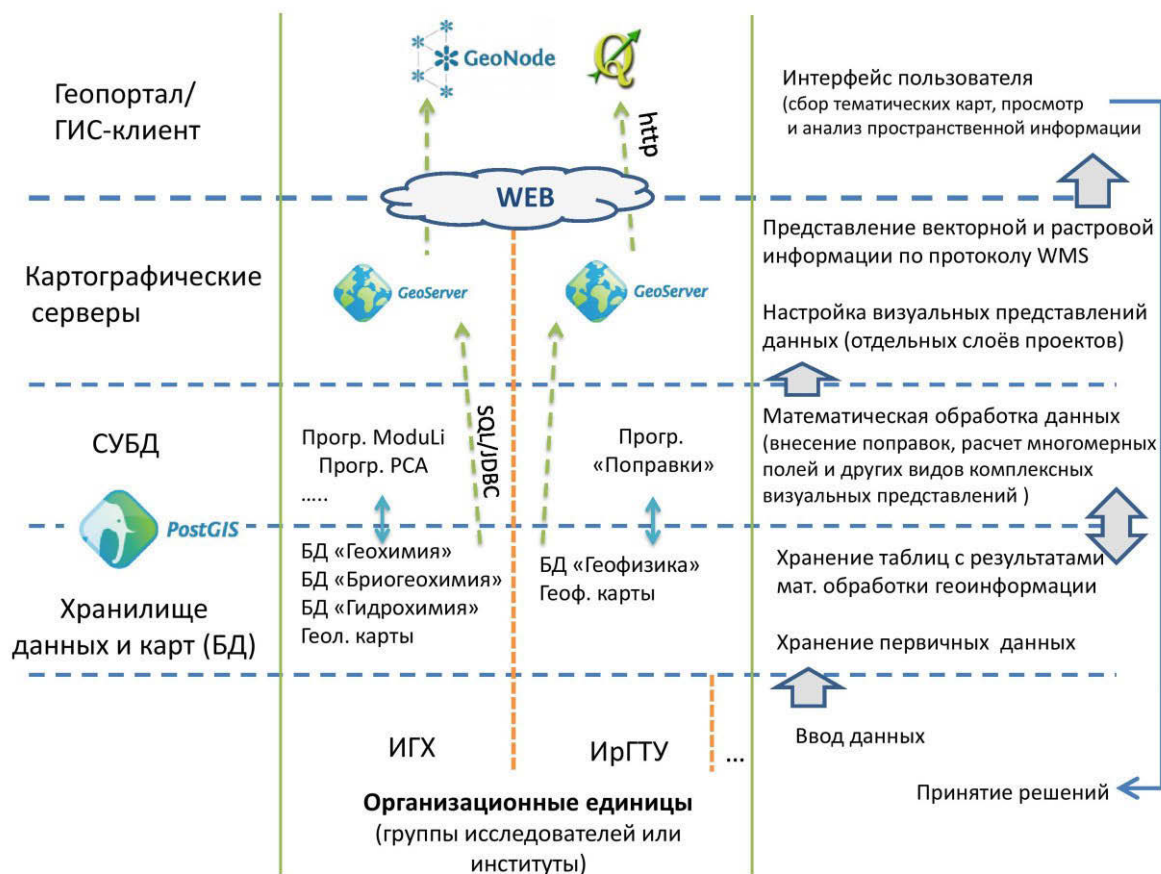 GeoNode
Геопортал/
ГИС-клиент
http
Интерфейс пользователя
(сбор тематических карт, просмотр
и анализ пространственной информации
WEB
Картографические
серверы
GeoServer
GeoServer
Представление векторной и растровой
информации по протоколу WMS
Настройка визуальных представлений
данных (отдельных слоёв проектов)
СУБД
PostGIS
Прогр. ModuLi
Прогр. PCA
.....
SQL/JDBC
Прогр.
«Поправки»
Математическая обработка данных
(внесение поправок, расчет многомерных
полей и других видов комплексных
визуальных представлений )
Хранилище
данных и карт (БД)
БД «Геохимия»
БД «Бриогеохимия»
БД «Гидрохимия»
Геол. карты
БД «Геофизика»
Геоф. карты
Хранение таблиц с результатами
мат. обработки геоинформации
Хранение первичных данных
ИГХ
ИрГТУ
...
Ввод данных
Организационные единицы
(группы исследователей или
институты)
Принятие решений